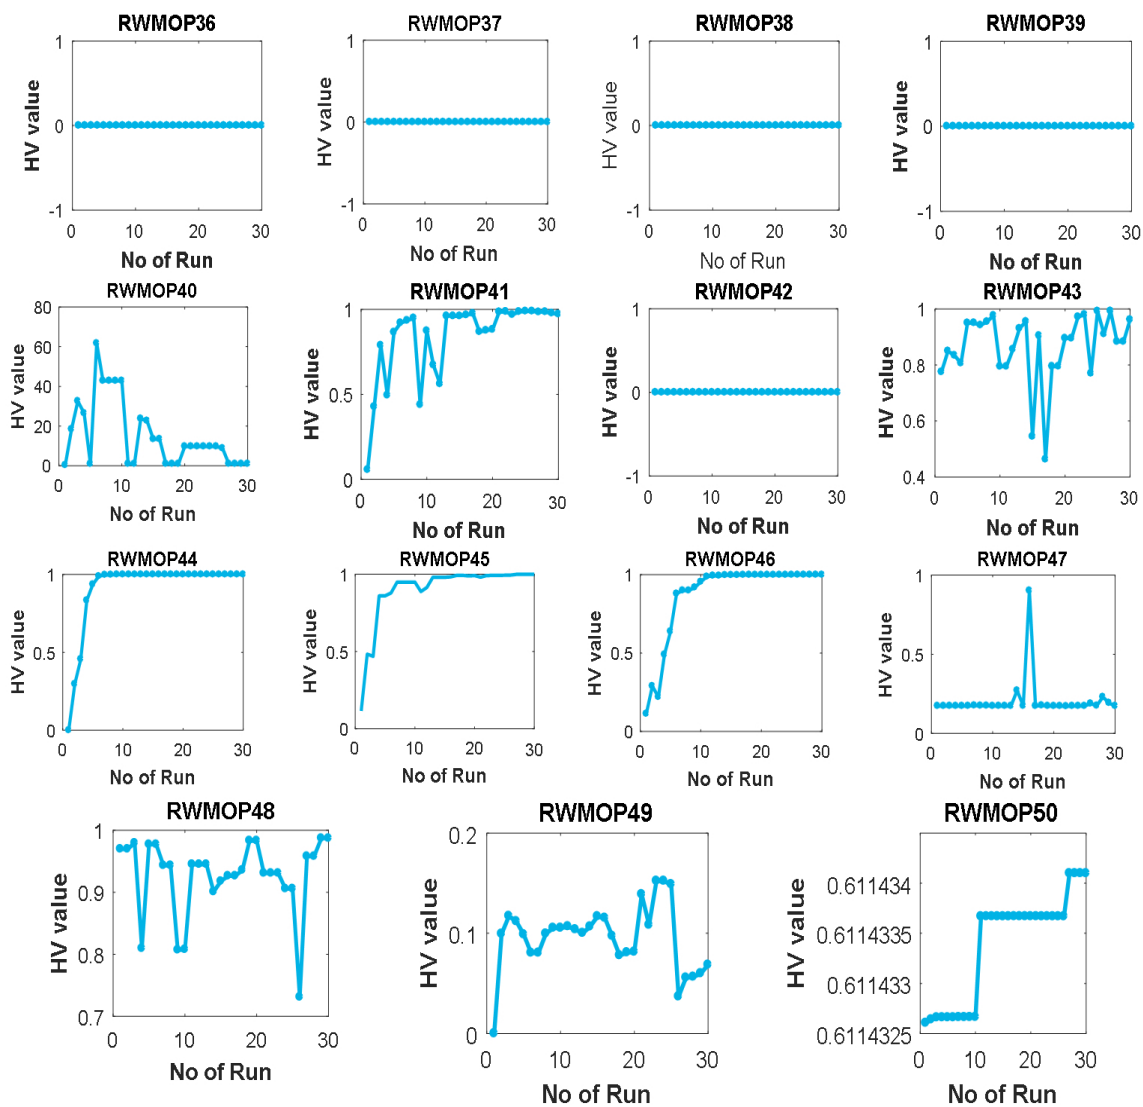 RWMOP36 RWMOP37 RWMOP38 RWMOP39
1 1 1 1
HV value HV value HV value HV value
0 0 0 0
-1 -1 -1 -1
0 10 20 30 0 10 20 30 0 10 20 30 0 10 20 30
No of Run No of Run No of Run No of Run
RWMOP40 RWMOP41 RWMOP42 RWMOP43
80 1 1 1
60 0.8
HV value HV value HV value HV value
40 0.5 0 0.6
20
0 0 -1 0.4
0 10 20 30 0 10 20 30 0 10 20 30 0 10 20 30
No of Run No of Run No of Run No of Run
RWMOP44 RWMOP45 RWMOP46 RWMOP47
1 1 1 1
HV value HV value HV value HV value
0.5 0.5 0.5 0.5
0 0 0 0
0 10 20 30 0 10 20 30 0 10 20 30 0 10 20 30
No of Run No of Run No of Run No of Run
RWMOP48 RWMOP49 RWMOP50
1 0.2
0.9 0.611434
HV value HV value HV value
0.1 0.6114335
0.8 0.611433
0.7 0 0.6114325
0 10 20 30 0 10 20 30 0 10 20 30
No of Run No of Run No of Run